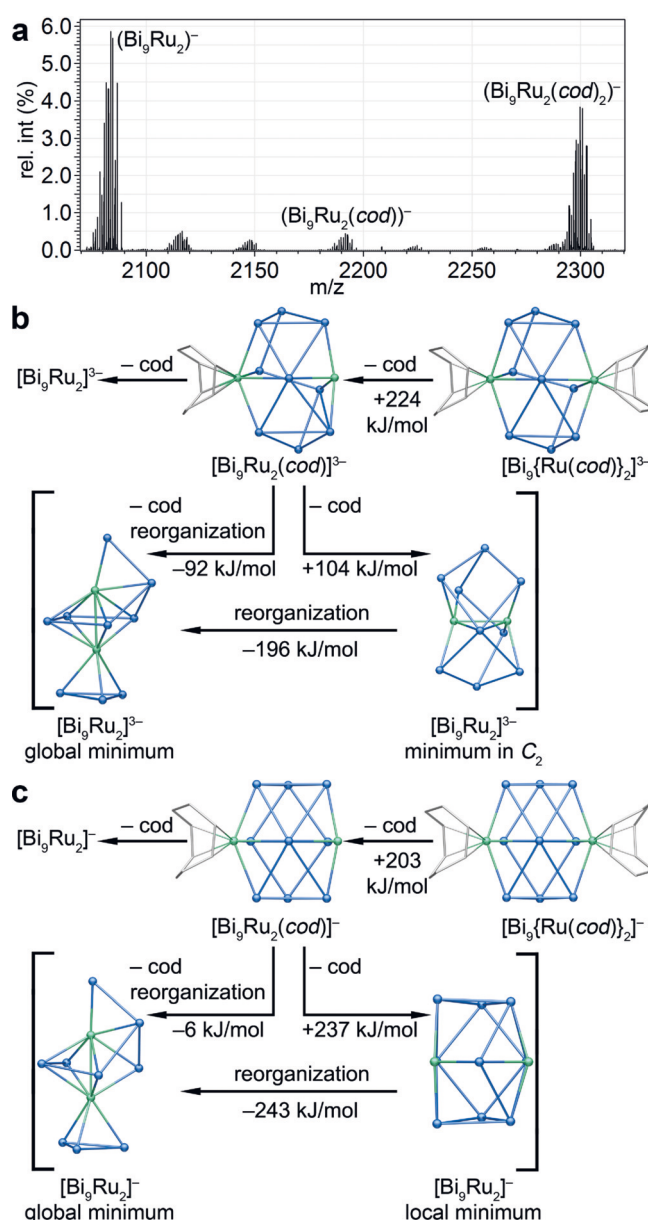 a
(Bi₉Ru₂)⁻
(Bi₉Ru₂(cod)₂)⁻
(Bi₉Ru₂(cod))⁻
rel. int (%)
6.0
5.0
4.0
3.0
2.0
1.0
0.0
2100 2150 2200 2250 2300
m/z
b
[Bi₉Ru₂]³⁻
– cod
– cod
+224
kJ/mol
[Bi₉Ru₂(cod)]³⁻
[Bi₉{Ru(cod)}₂]³⁻
– cod
reorganization
– cod
–92 kJ/mol
+104 kJ/mol
reorganization
–196 kJ/mol
[Bi₉Ru₂]³⁻
global minimum
[Bi₉Ru₂]³⁻
minimum in C₂
c
[Bi₉Ru₂]⁻
– cod
– cod
+203
kJ/mol
[Bi₉Ru₂(cod)]⁻
[Bi₉{Ru(cod)}₂]⁻
– cod
reorganization
– cod
–6 kJ/mol
+237 kJ/mol
reorganization
–243 kJ/mol
[Bi₉Ru₂]⁻
global minimum
[Bi₉Ru₂]⁻
local minimum